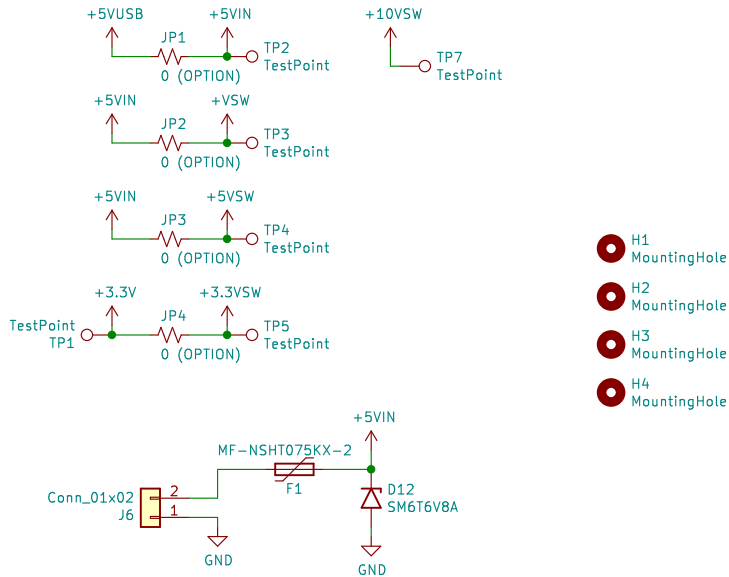 +5VUSB
+5VIN
JP1
0 (OPTION)
TP2
TestPoint
+10VSW
TP7
TestPoint
+5VIN
+VSW
JP2
0 (OPTION)
TP3
TestPoint
+5VIN
+5VSW
JP3
0 (OPTION)
TP4
TestPoint
+3.3V
+3.3VSW
TestPoint
TP1
JP4
0 (OPTION)
TP5
TestPoint
H1
MountingHole
H2
MountingHole
H3
MountingHole
H4
MountingHole
+5VIN
MF-NSHT075KX-2
F1
D12
SM6T6V8A
Conn_01x02
J6
2
1
GND
GND